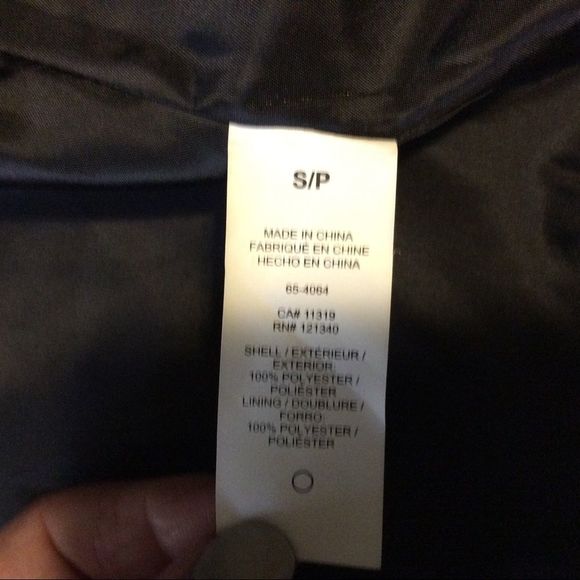 S/P
MADE IN CHINA
FABRIQUÉ EN CHINE
HECHO EN CHINA
65-4064
CA# 11319
RN# 121340
SHELL / EXTÉRIEUR /
EXTERIOR:
100% POLYESTER /
POLIÉSTER
LINING / DOUBLURE /
FORRO:
100% POLYESTER /
POLIÉSTER